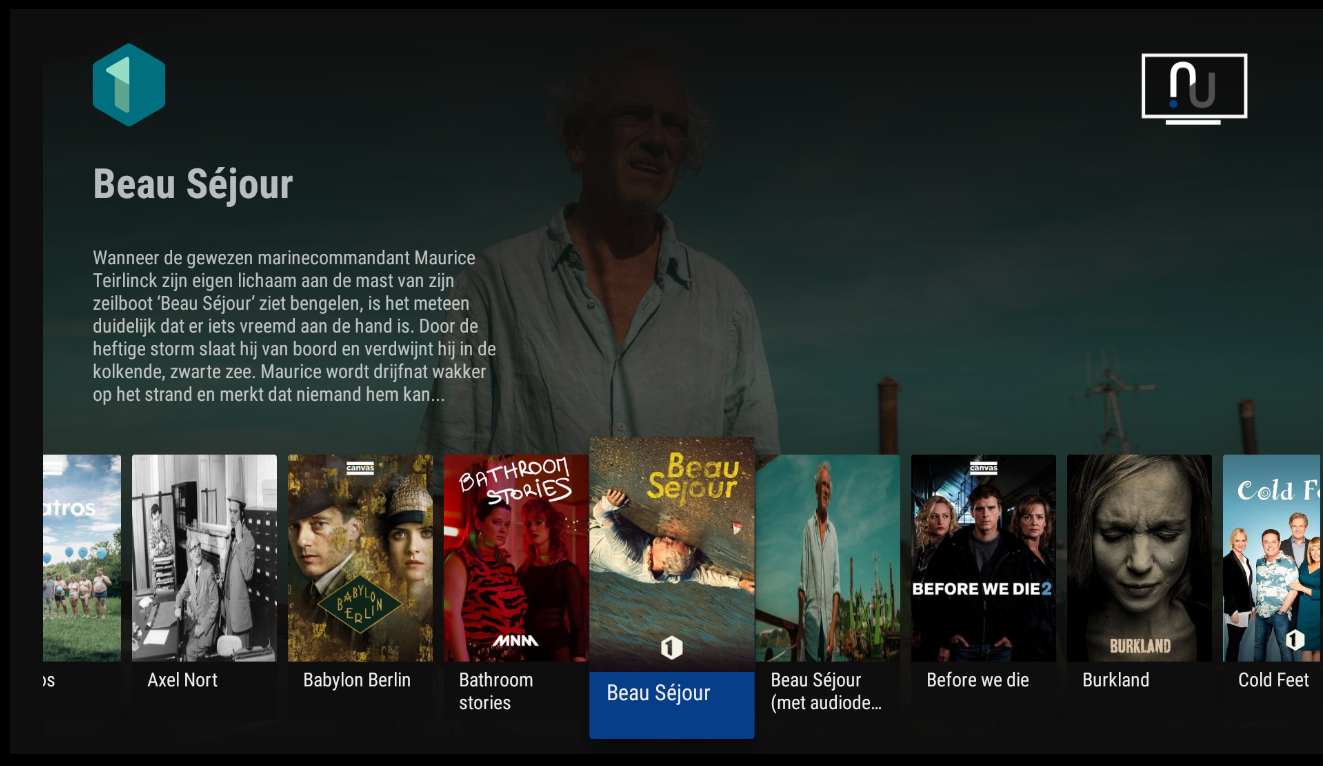 1
nu
Beau Séjour
Wanneer de gewezen marinecommandant Maurice
Teirlinck zijn eigen lichaam aan de mast van zijn
zeilboot ‘Beau Séjour’ ziet bengelen, is het meteen
duidelijk dat er iets vreemd aan de hand is. Door de
heftige storm slaat hij van boord en verdwijnt hij in de
kolkende, zwarte zee. Maurice wordt drijfnat wakker
op het strand en merkt dat niemand hem kan...
atros
os
Axel Nort
canvas
BABYLON
BERLIN
Babylon Berlin
BATHROOM
STORIES
MNM
Bathroom
stories
Beau
Séjour
1
Beau Séjour
Beau Séjour
(met audiode...
canvas
BEFORE WE DIE2
Before we die
BURKLAND
Burkland
Cold Fe
1
Cold Feet